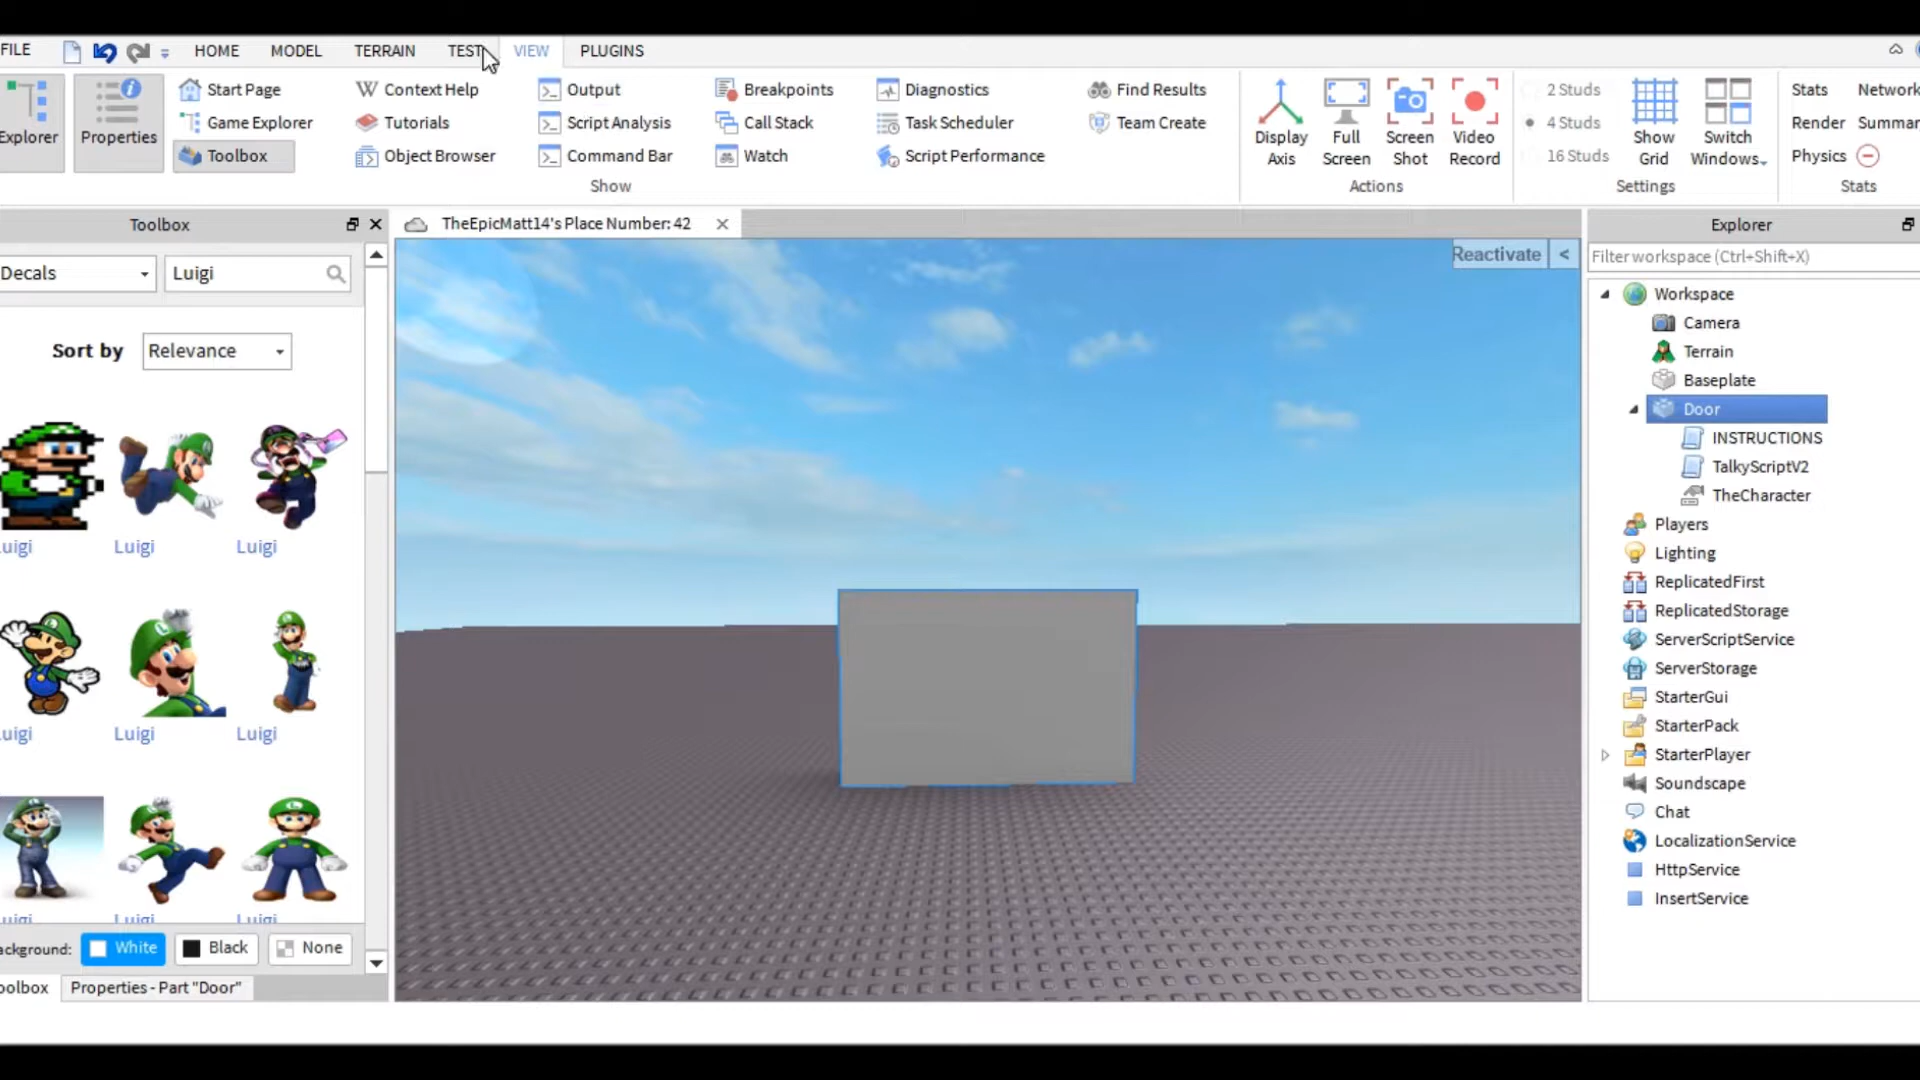 FILE HOME MODEL TERRAIN TEST VIEW PLUGINS
Explorer
Properties
Start Page
Game Explorer
Toolbox
Context Help
Tutorials
Object Browser
Output
Script Analysis
Command Bar
Breakpoints
Call Stack
Watch
Diagnostics
Task Scheduler
Script Performance
Find Results
Team Create
Show
Display
Axis
Full
Screen
Screen
Shot
Video
Record
Actions
2 Studs
4 Studs
16 Studs
Show
Grid
Switch
Windows
Settings
Stats Network
Render Summar
Physics
Stats
Toolbox
Decals Luigi
Sort by Relevance
uigi Luigi Luigi
uigi Luigi Luigi
uigi Luigi Luigi
ackground: White Black None
oolbox Properties - Part "Door"
TheEpicMatt14's Place Number: 42
Reactivate <
Explorer
Filter workspace (Ctrl+Shift+X)
Workspace
Camera
Terrain
Baseplate
Door
INSTRUCTIONS
TalkyScriptV2
TheCharacter
Players
Lighting
ReplicatedFirst
ReplicatedStorage
ServerScriptService
ServerStorage
StarterGui
StarterPack
StarterPlayer
Soundscape
Chat
LocalizationService
HttpService
InsertService